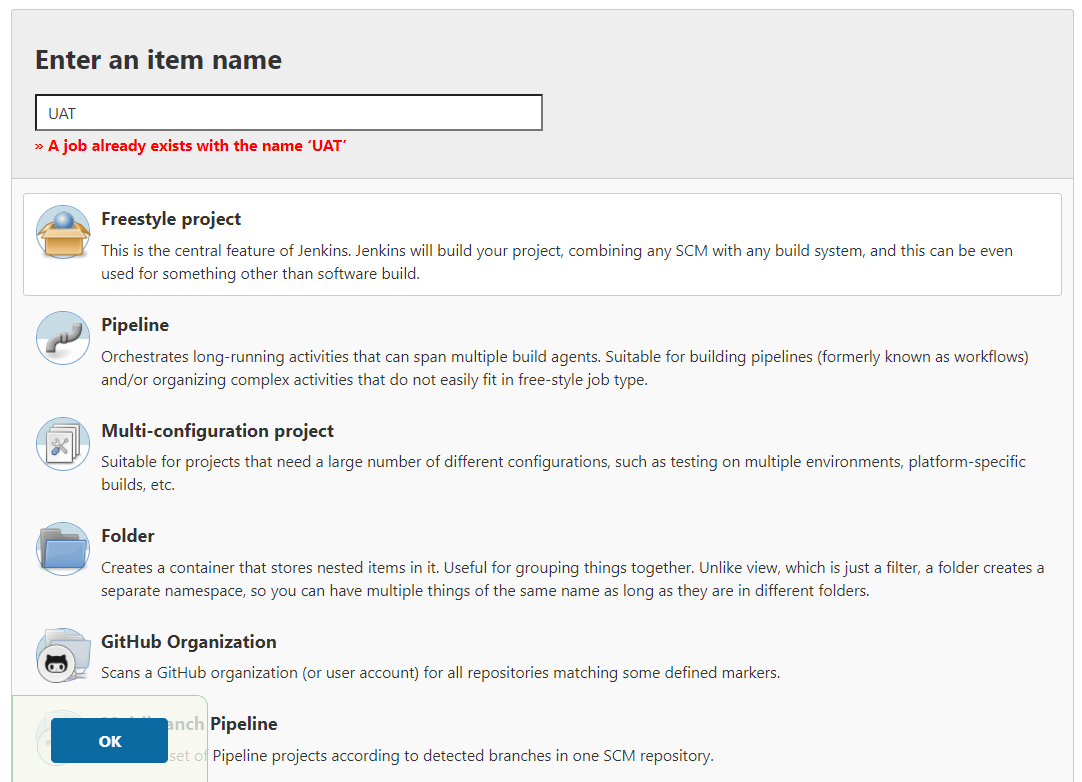 Enter an item name
UAT
» A job already exists with the name ‘UAT’
Freestyle project
This is the central feature of Jenkins. Jenkins will build your project, combining any SCM with any build system, and this can be even
used for something other than software build.
Pipeline
Orchestrates long-running activities that can span multiple build agents. Suitable for building pipelines (formerly known as workflows)
and/or organizing complex activities that do not easily fit in free-style job type.
Multi-configuration project
Suitable for projects that need a large number of different configurations, such as testing on multiple environments, platform-specific
builds, etc.
Folder
Creates a container that stores nested items in it. Useful for grouping things together. Unlike view, which is just a filter, a folder creates a
separate namespace, so you can have multiple things of the same name as long as they are in different folders.
GitHub Organization
Scans a GitHub organization (or user account) for all repositories matching some defined markers.
Pipeline
OK
set of Pipeline projects according to detected branches in one SCM repository.